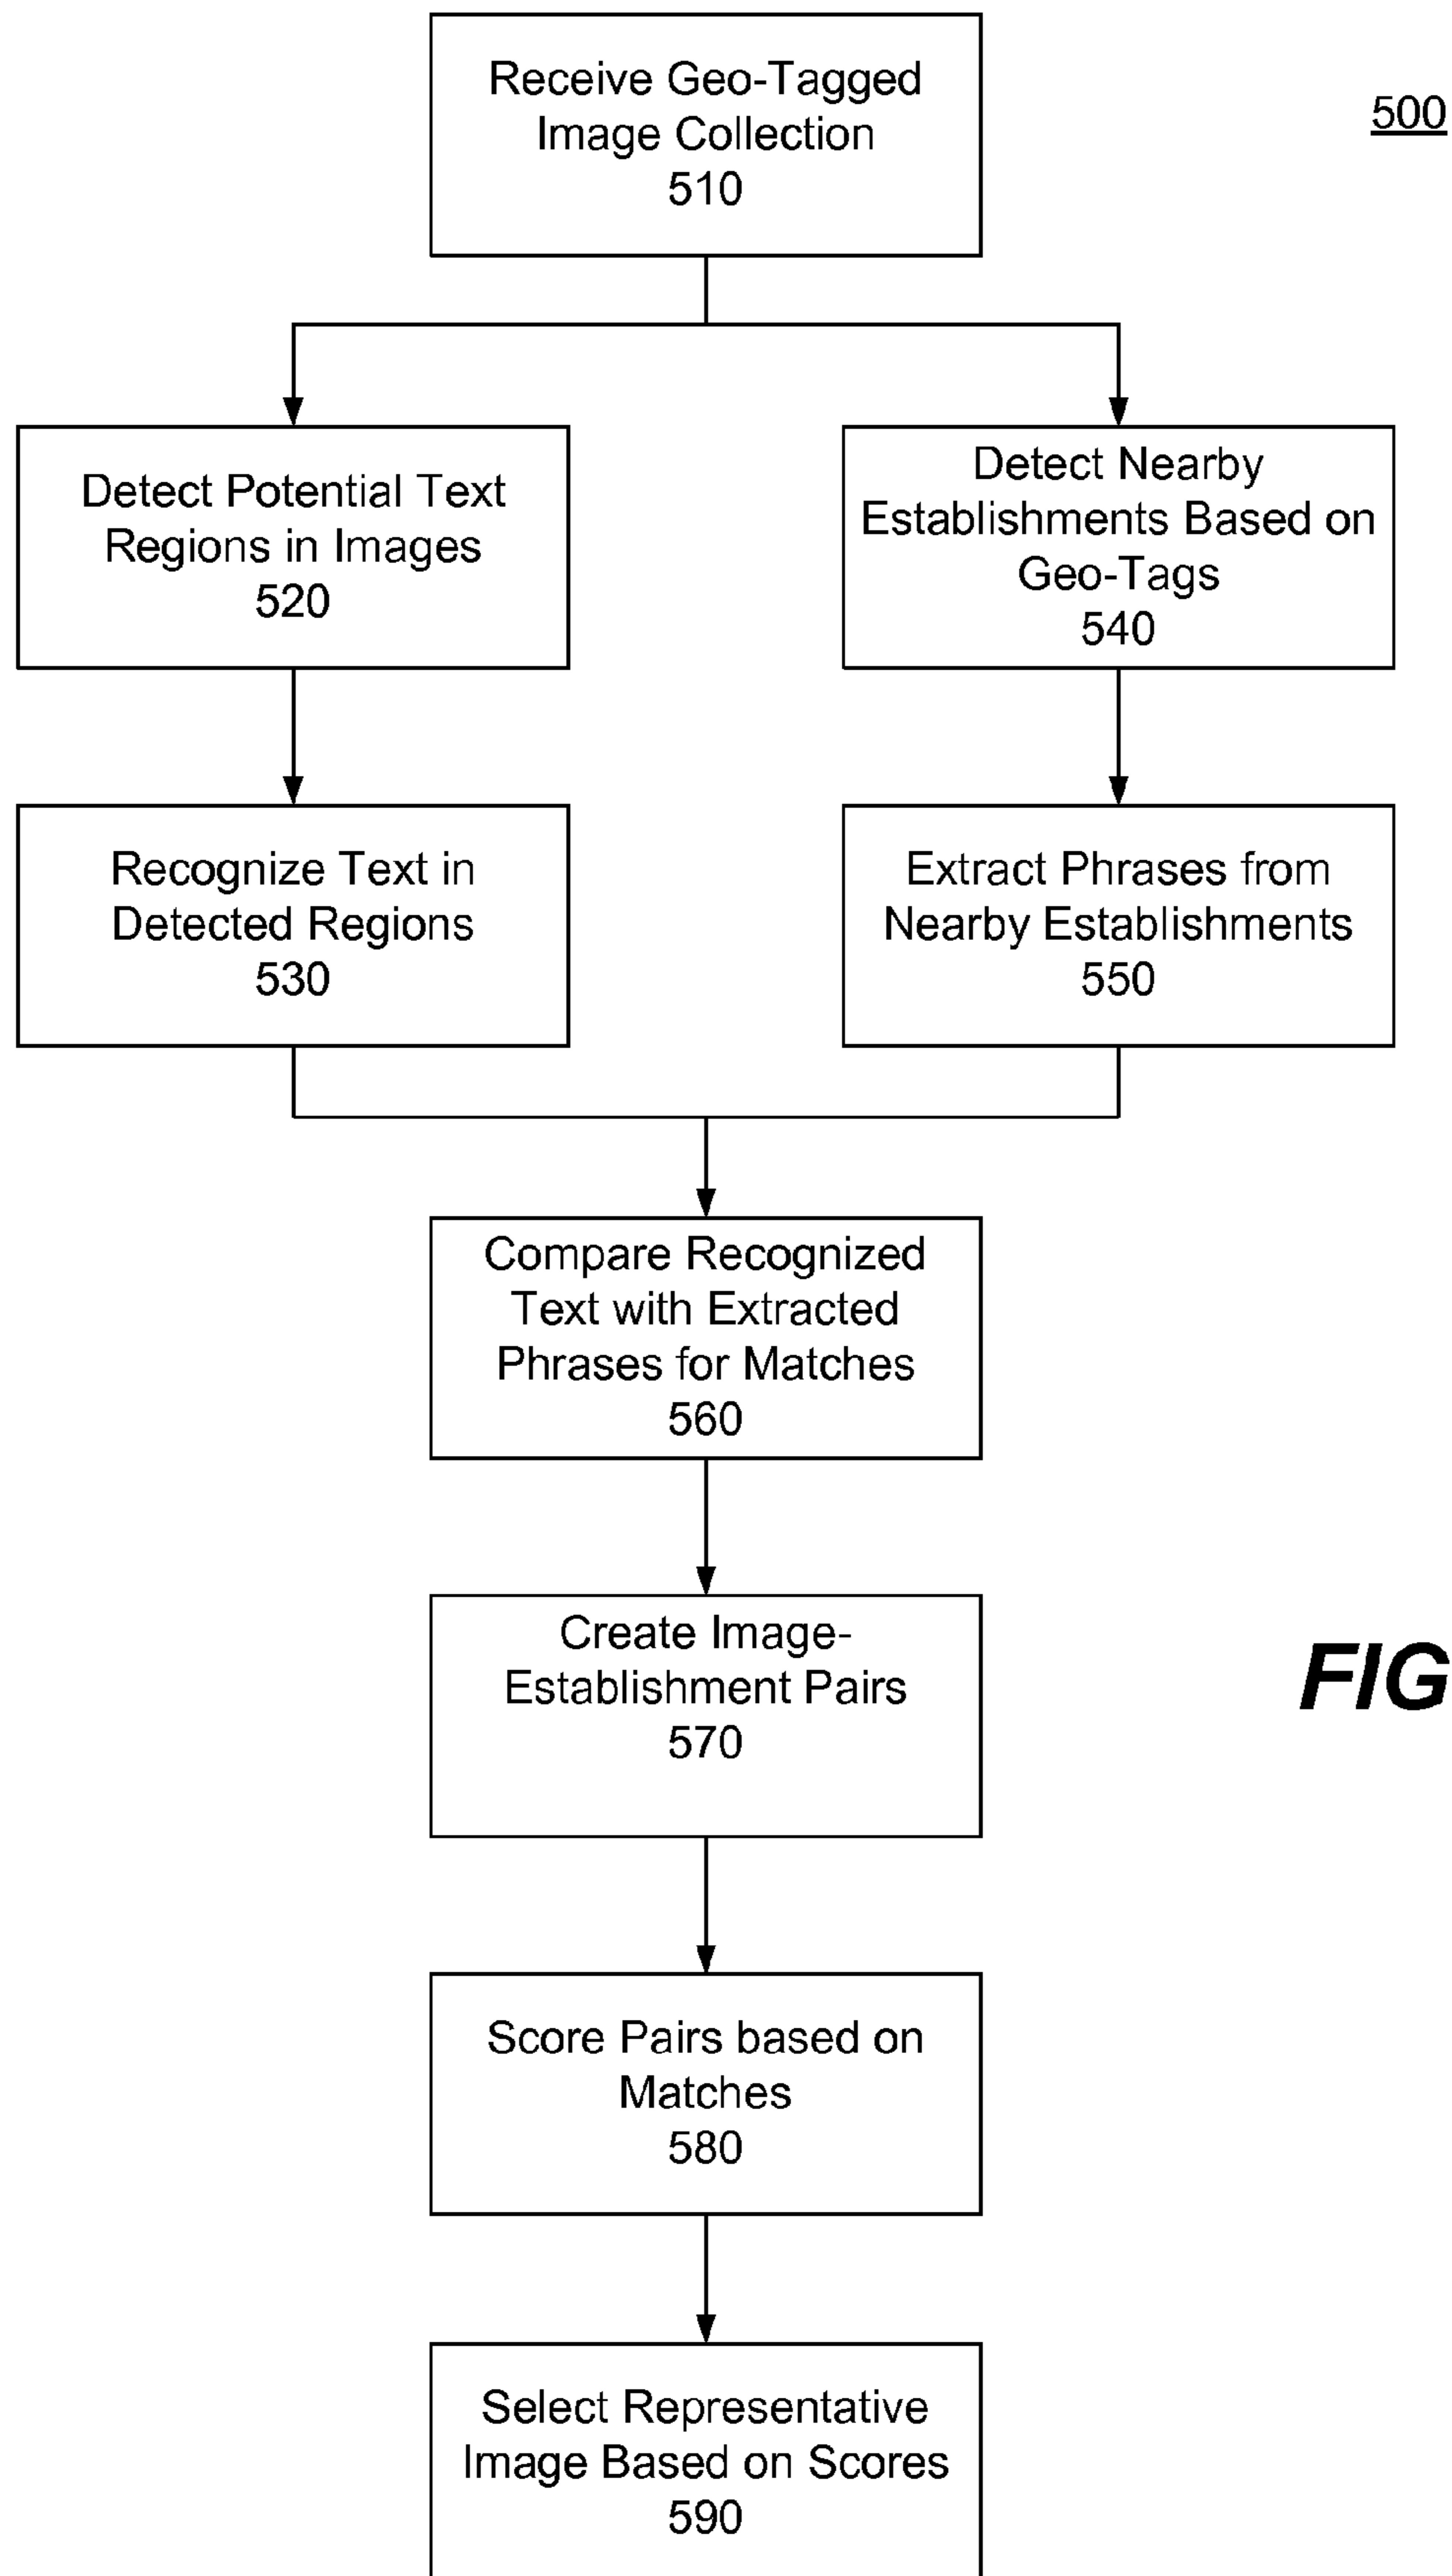 Receive Geo-Tagged
Image Collection
510
500
Detect Potential Text
Regions in Images
520
Detect Nearby
Establishments Based on
Geo-Tags
540
Recognize Text in
Detected Regions
530
Extract Phrases from
Nearby Establishments
550
Compare Recognized
Text with Extracted
Phrases for Matches
560
Create Image-
Establishment Pairs
570
FIG
Score Pairs based on
Matches
580
Select Representative
Image Based on Scores
590